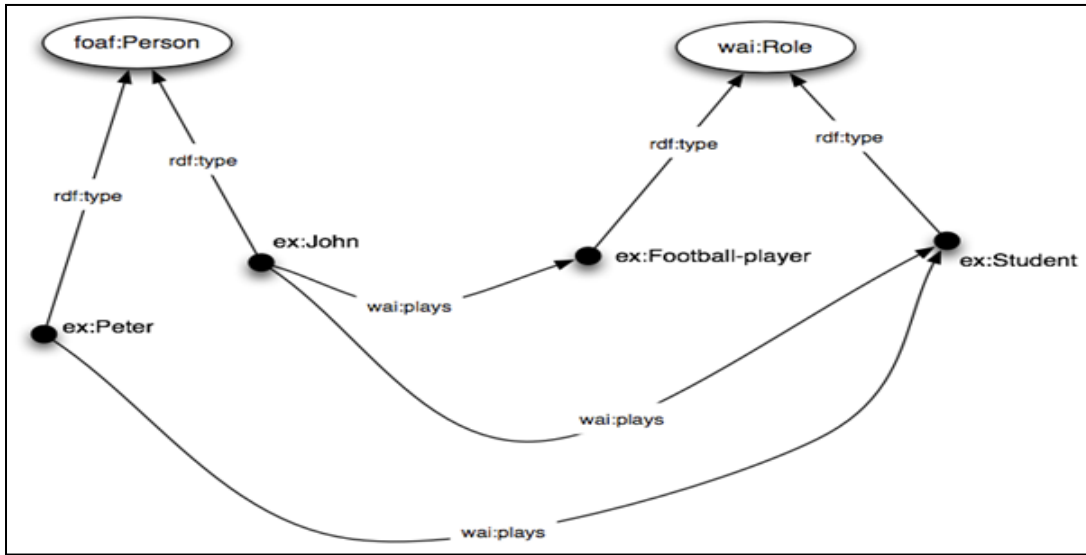 foaf:Person
wai:Role
rdf:type
rdf:type
rdf:type
rdf:type
ex:John
ex:Football-player
ex:Student
wai:plays
ex:Peter
wai:plays
wai:plays